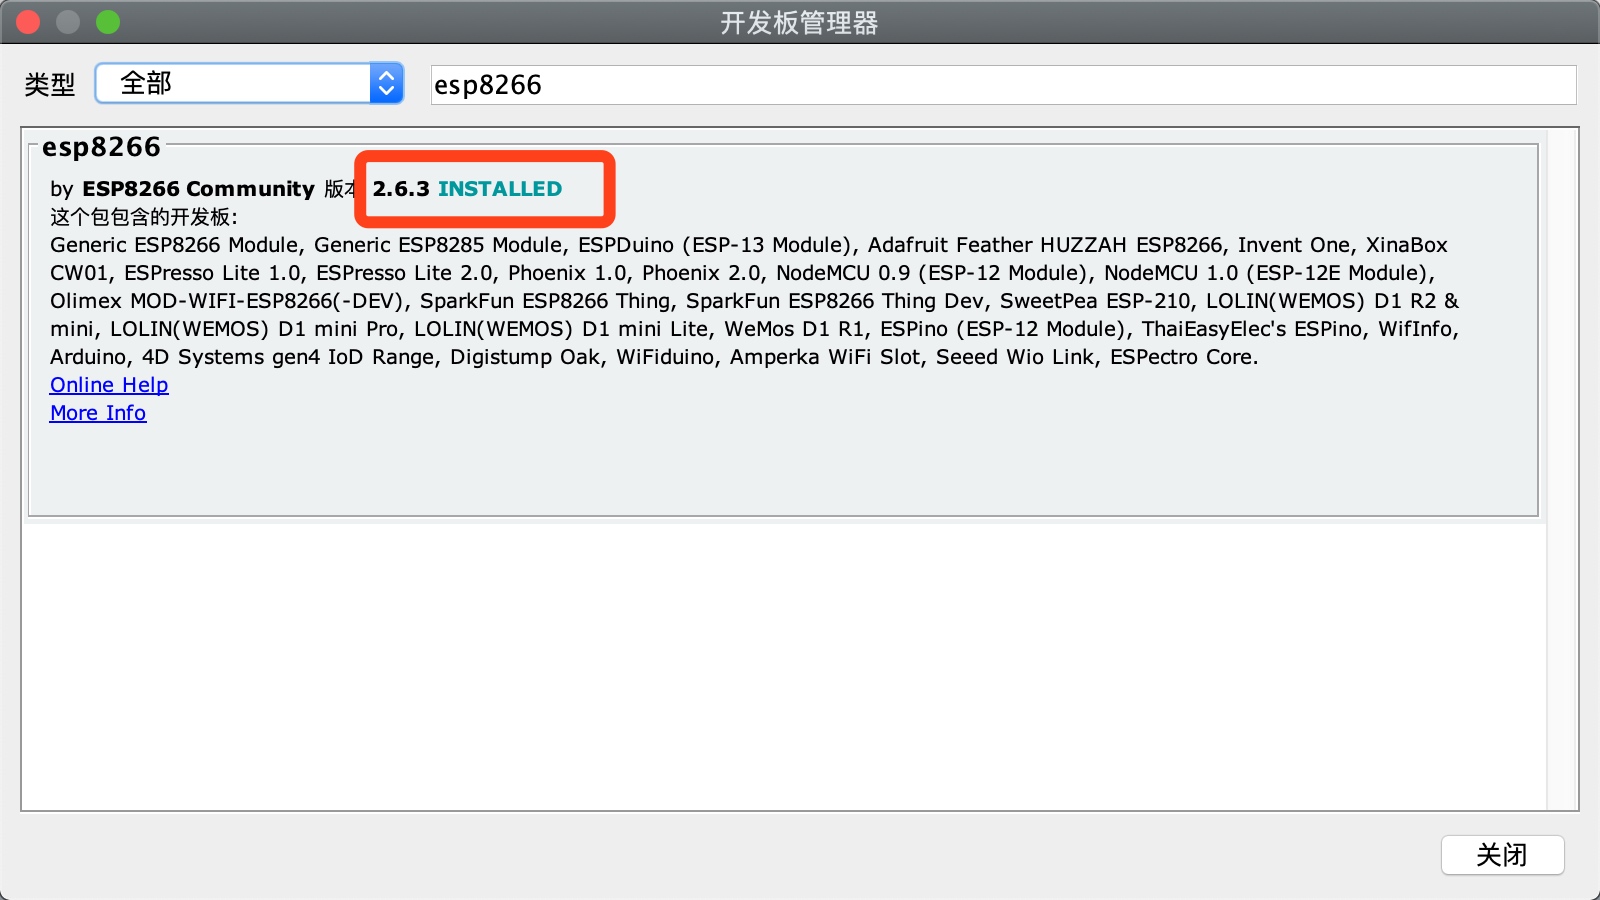 开发板管理器
类型 全部 esp8266
esp8266
by ESP8266 Community 版本 2.6.3 INSTALLED
这个包包含的开发板:
Generic ESP8266 Module, Generic ESP8285 Module, ESPDuino (ESP-13 Module), Adafruit Feather HUZZAH ESP8266, Invent One, XinaBox
CW01, ESPresso Lite 1.0, ESPresso Lite 2.0, Phoenix 1.0, Phoenix 2.0, NodeMCU 0.9 (ESP-12 Module), NodeMCU 1.0 (ESP-12E Module),
Olimex MOD-WIFI-ESP8266(-DEV), SparkFun ESP8266 Thing, SparkFun ESP8266 Thing Dev, SweetPea ESP-210, LOLIN(WEMOS) D1 R2 &
mini, LOLIN(WEMOS) D1 mini Pro, LOLIN(WEMOS) D1 mini Lite, WeMos D1 R1, ESPino (ESP-12 Module), ThaiEasyElec's ESPino, WifInfo,
Arduino, 4D Systems gen4 IoD Range, Digistump Oak, WiFiduino, Amperka WiFi Slot, Seeed Wio Link, ESPectro Core.
Online Help
More Info
关闭